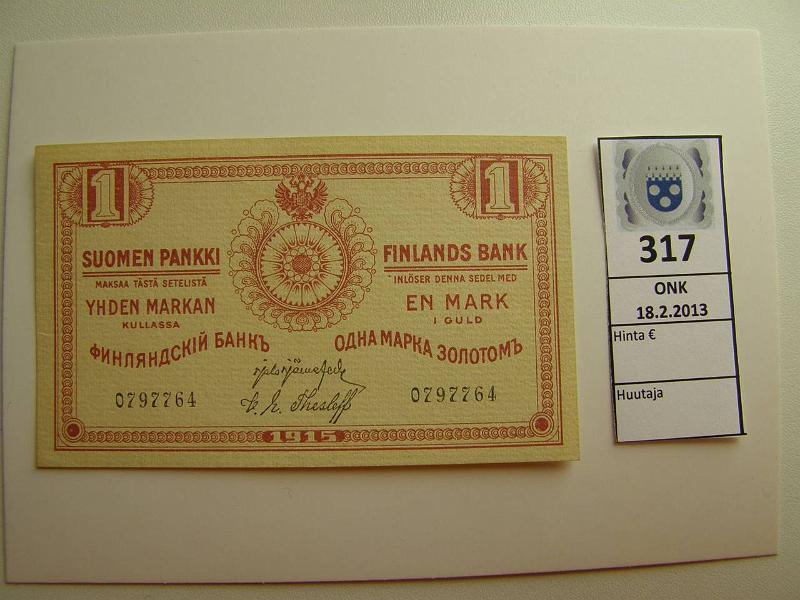 1 1
SUOMEN PANKKI
MAKSAA TÄSTÄ SETELISTÄ
YHDEN MARKAN
KULLASSA
FINLANDS BANK
INLÖSER DENNA SEDEL MED
EN MARK
I GULD
ФИНЛЯНДСКІЙ БАНКЪ
ОДНА МАРКА ЗОЛОТОМЪ
0797764
0797764
Thesleff
1915
317
ONK
18.2.2013
Hinta €
Huutaja